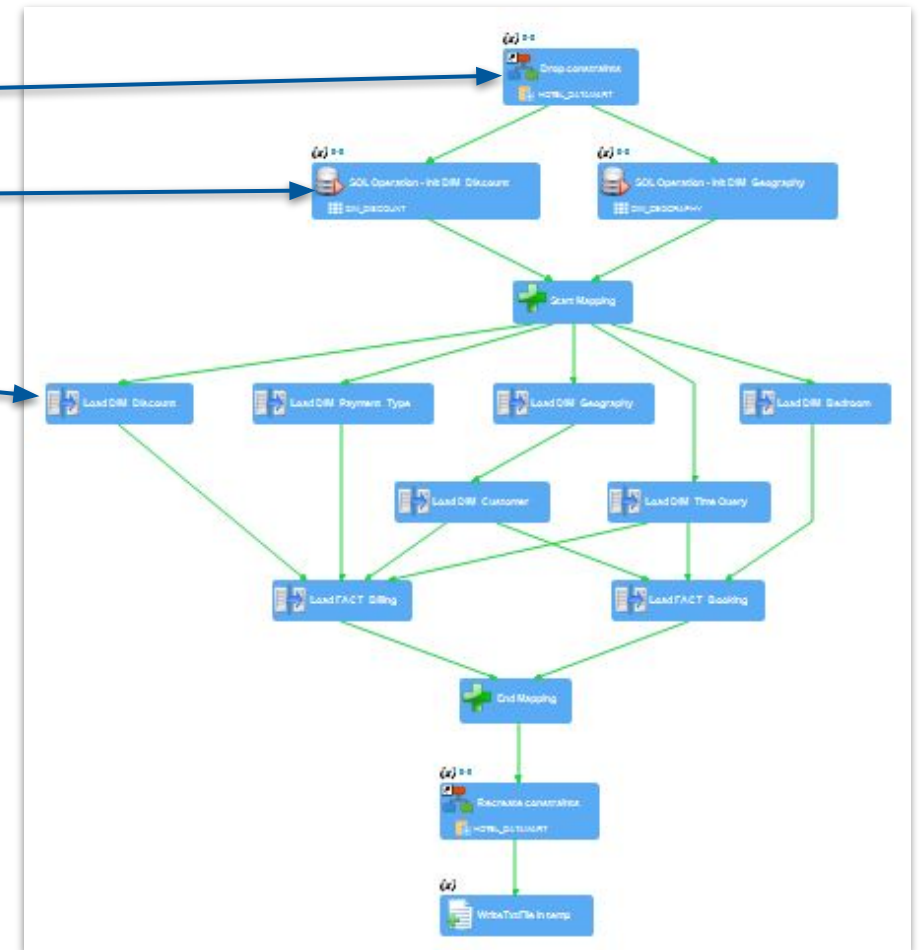 {x}
Drop constraints
HOTEL_DATAMART
{x}
{x}
SQL Operation - Init DIM Discount
SQL Operation - Init DIM Geography
DIM_DISCOUNT
DIM_GEOGRAPHY
Start Mapping
Load DIM Discount
Load DIM Payment Type
Load DIM Geography
Load DIM Bedroom
Load DIM Customer
Load DIM Time Query
Load FACT Billing
Load FACT Booking
End Mapping
{x}
Recreate constraints
HOTEL_DATAMART
{x}
Write TxtFile in temp